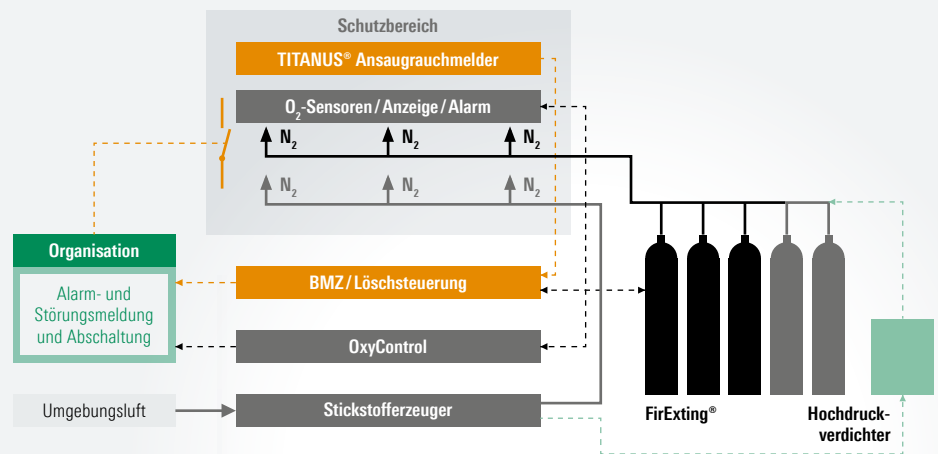 Schutzbereich
TITANUS® Ansaugrauchmelder
O₂-Sensoren / Anzeige / Alarm
N₂ N₂ N₂
N₂ N₂ N₂
Organisation
Alarm- und
Störungsmeldung
und Abschaltung
BMZ / Löschsteuerung
OxyControl
Umgebungsluft
Stickstofferzeuger
FirExting®
Hochdruck-
verdichter